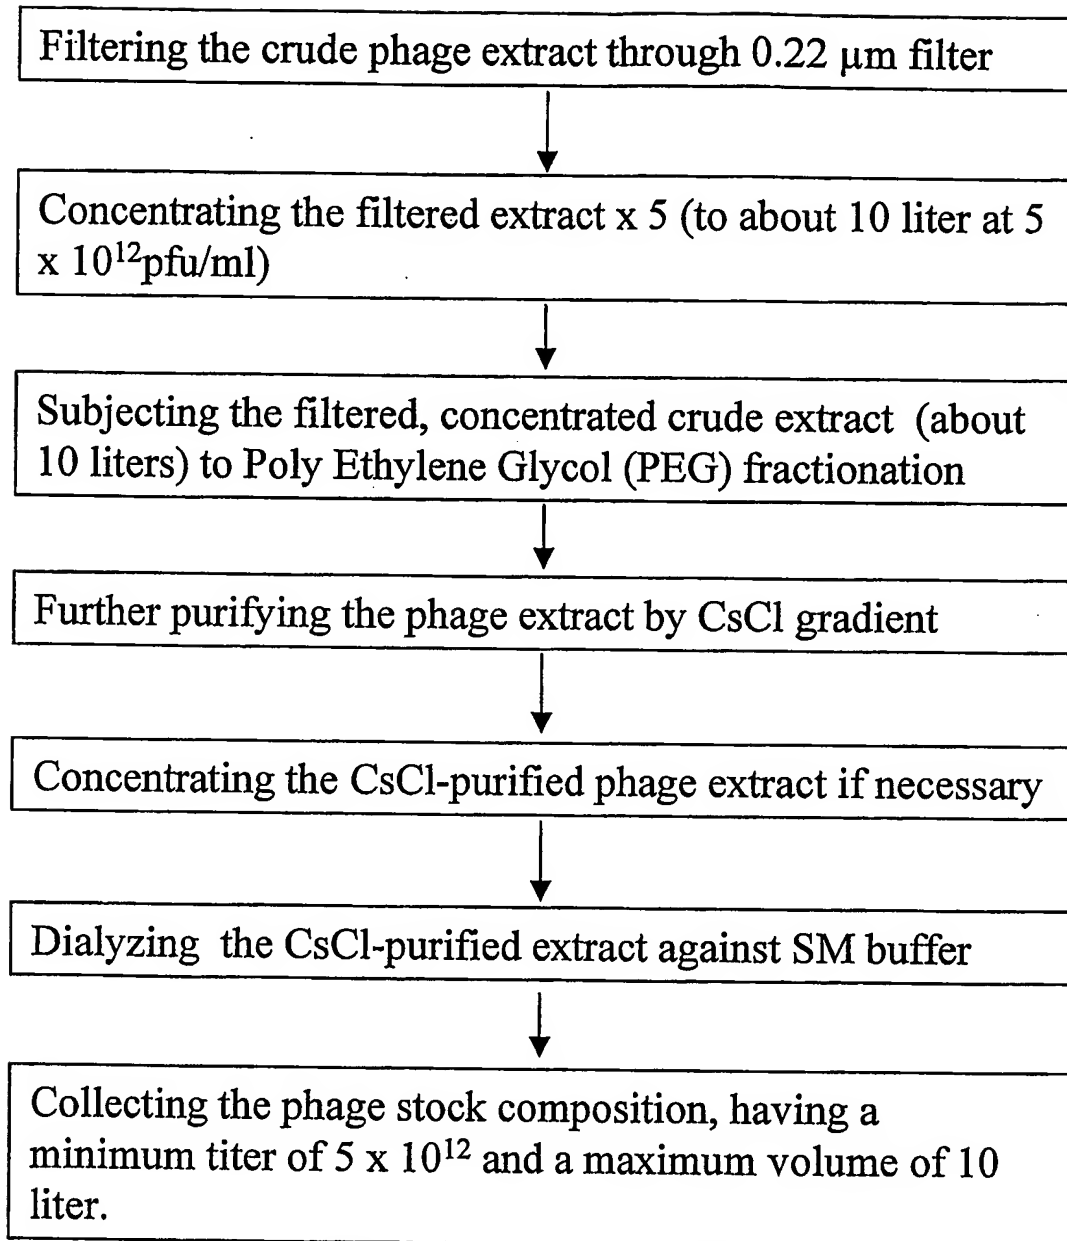 Filtering the crude phage extract through 0.22 μm filter
Concentrating the filtered extract x 5 (to about 10 liter at 5
x 10¹²pfu/ml)
Subjecting the filtered, concentrated crude extract (about
10 liters) to Poly Ethylene Glycol (PEG) fractionation
Further purifying the phage extract by CsCl gradient
Concentrating the CsCl-purified phage extract if necessary
Dialyzing the CsCl-purified extract against SM buffer
Collecting the phage stock composition, having a
minimum titer of 5 x 10¹² and a maximum volume of 10
liter.